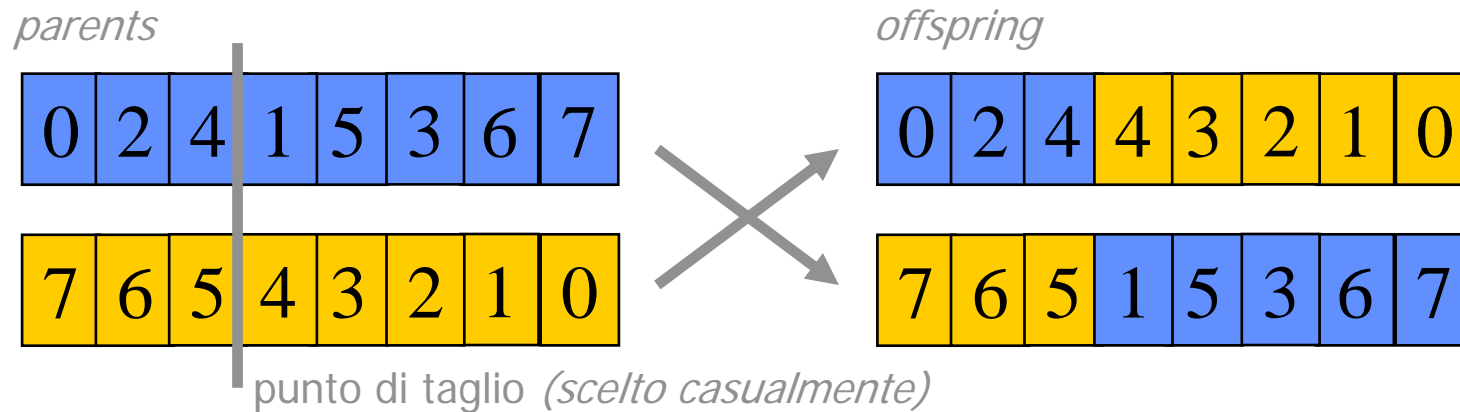 parents offspring
0 2 4 1 5 3 6 7 0 2 4 4 3 2 1 0
7 6 5 4 3 2 1 0 7 6 5 1 5 3 6 7
punto di taglio (scelto casualmente)